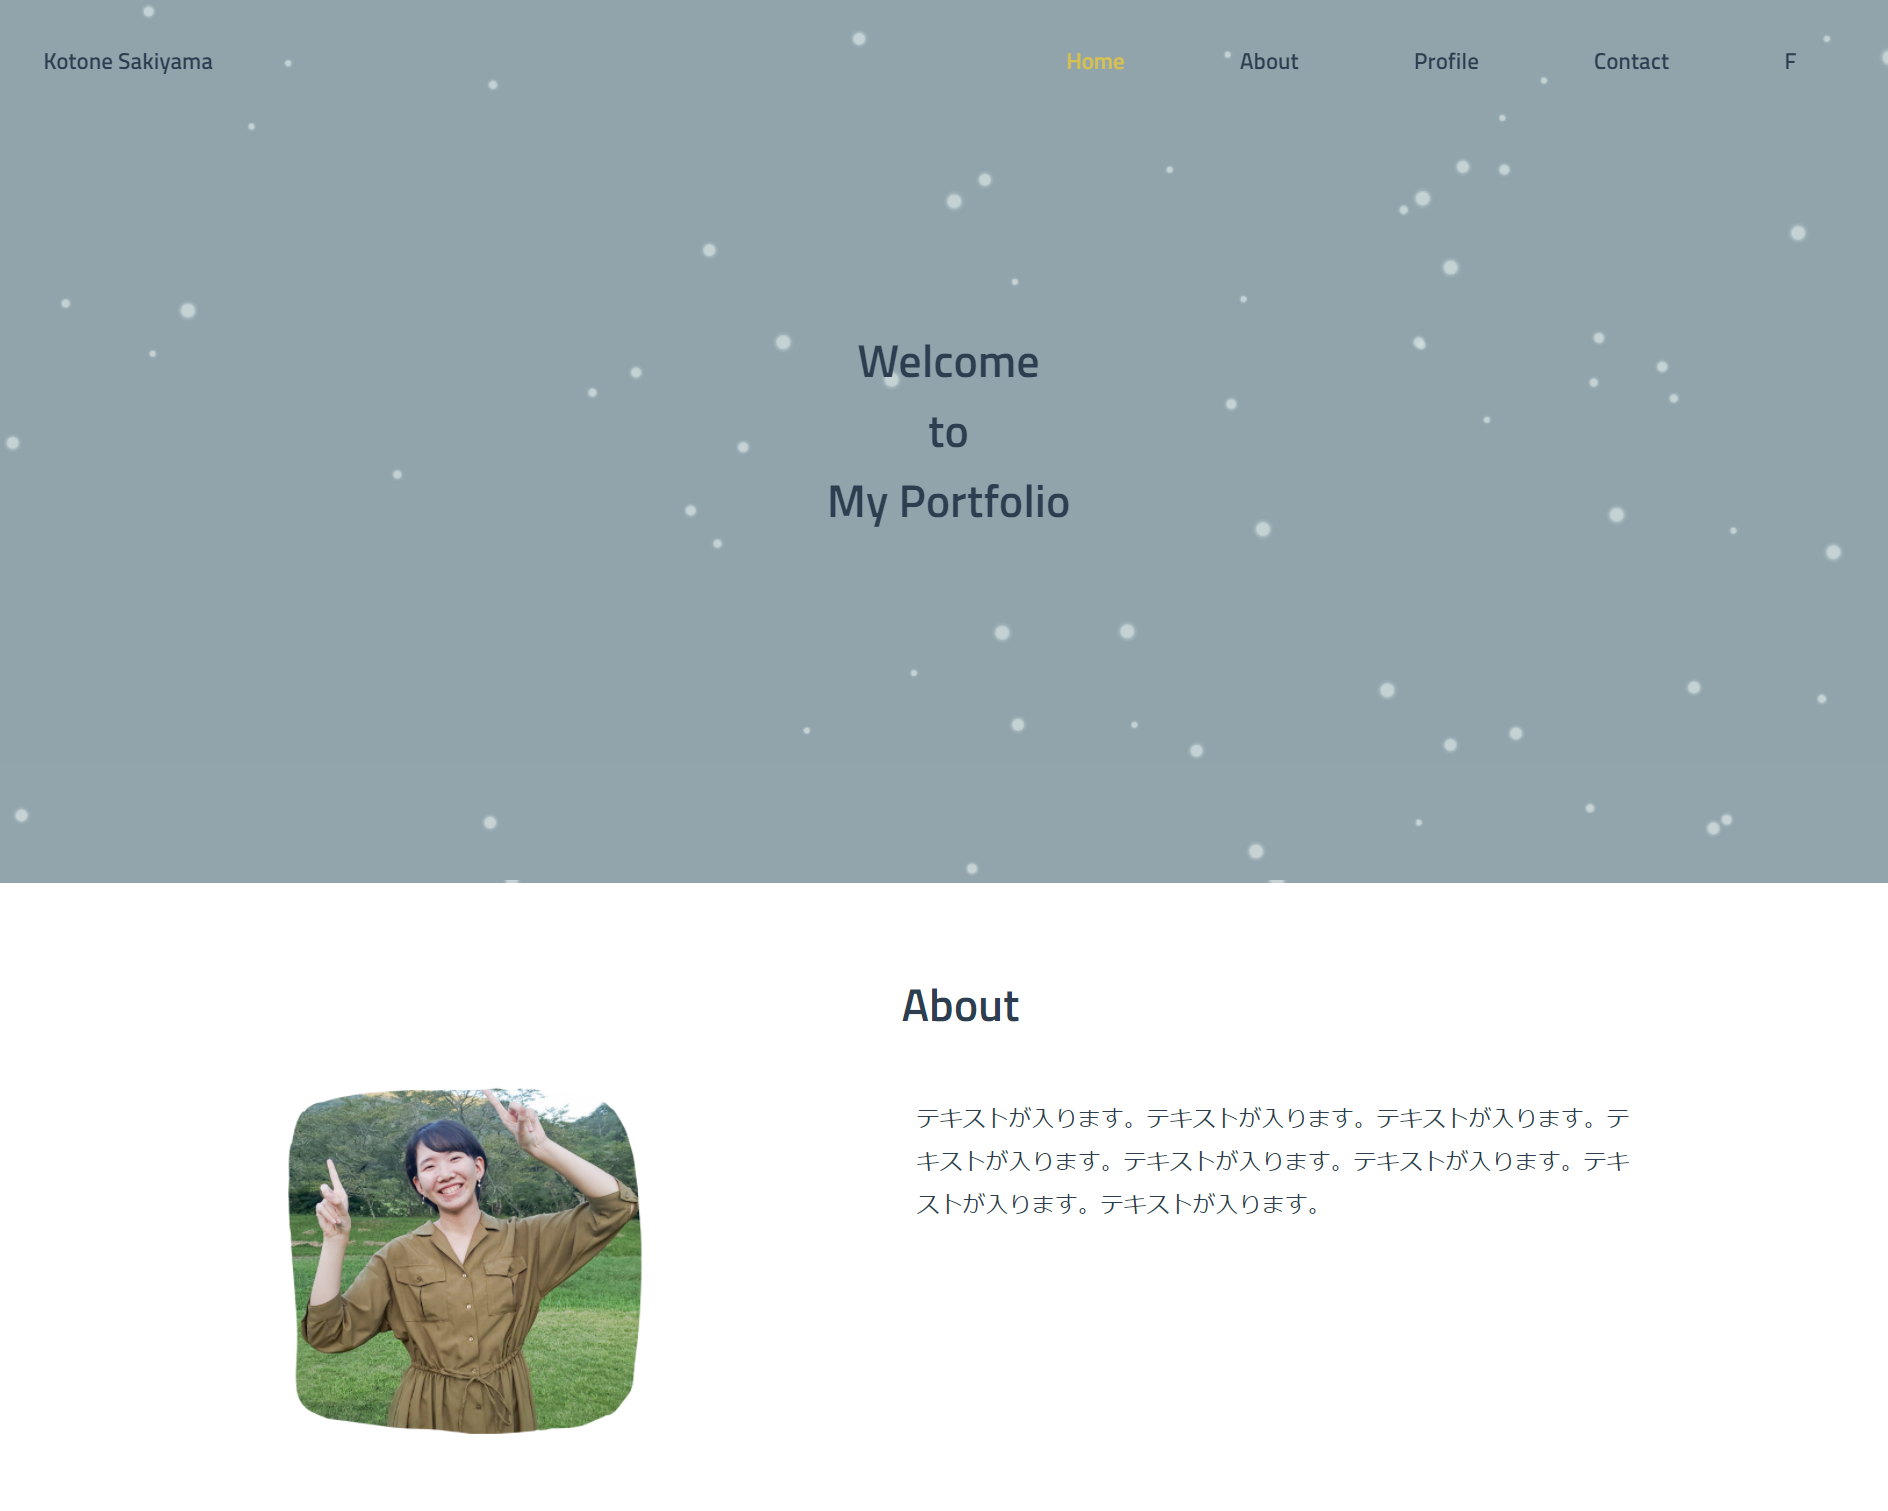 Kotone Sakiyama
Home
About
Profile
Contact
F
Welcome
to
My Portfolio
About
テキストが入ります。テキストが入ります。テキストが入ります。テ
キストが入ります。テキストが入ります。テキストが入ります。テキ
ストが入ります。テキストが入ります。